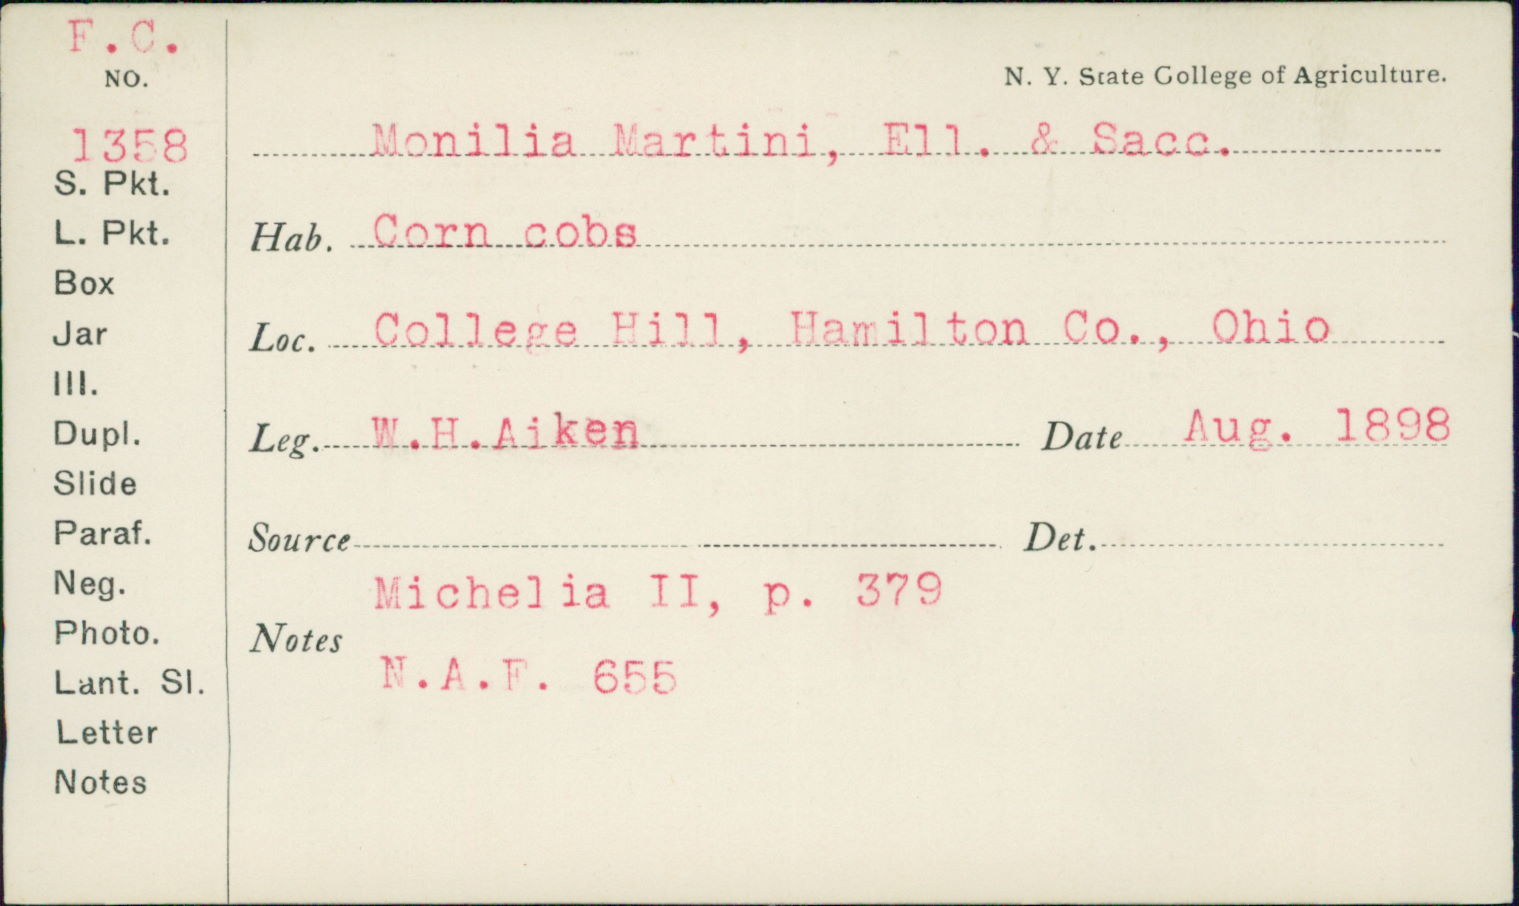 F.C.
NO.
1358
S. Pkt.
L. Pkt.
Box
Jar
Ill.
Dupl.
Slide
Paraf.
Neg.
Photo.
Lant. Sl.
Letter
Notes
N. Y. State College of Agriculture.
Monilia Martini, Ell. & Sacc.
Hab. Corn cobs
Loc. College Hill, Hamilton Co., Ohio
Leg. W.H.Aiken Date Aug. 1898
Source Det.
Michelia II, p. 379
Notes
N.A.F. 655